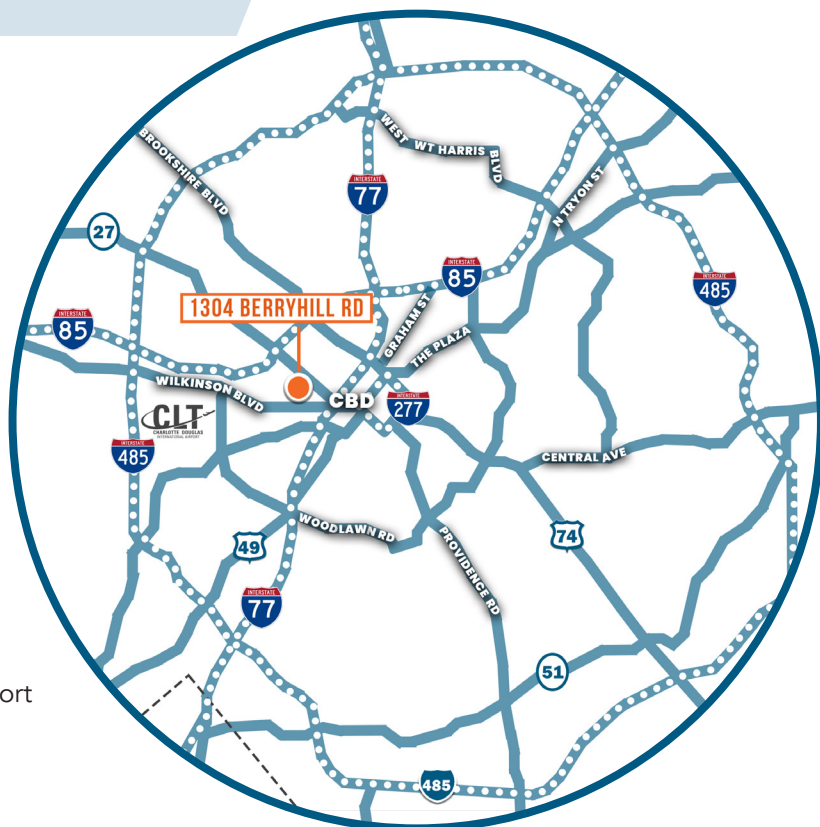 BROOKSHIRE BLVD
WEST WT HARRIS BLVD
INTERSTATE
77
N TRYON ST
27
INTERSTATE
85
INTERSTATE
485
1304 BERRYHILL RD
GRAHAM ST
INTERSTATE
85
THE PLAZA
WILKINSON BLVD
CBD
INTERSTATE
277
CLT
CHARLOTTE DOUGLAS
INTERNATIONAL AIRPORT
INTERSTATE
485
CENTRAL AVE
WOODLAWN RD
PROVIDENCE RD
74
49
INTERSTATE
77
51
ort
485